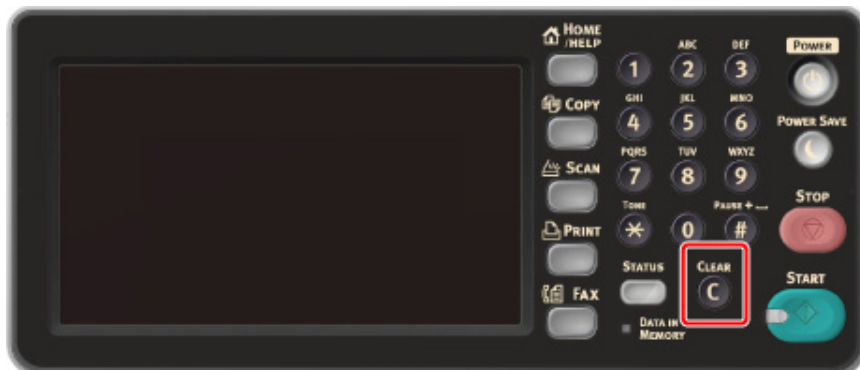 HOME
/HELP
COPY
SCAN
PRINT
FAX
ABC
DEF
1
2
3
GHI
JKL
MNO
4
5
6
PQRS
TUV
WXYZ
7
8
9
TONE
PAUSE +
*
0
#
STATUS
CLEAR
C
DATA IN
MEMORY
POWER
POWER SAVE
STOP
START